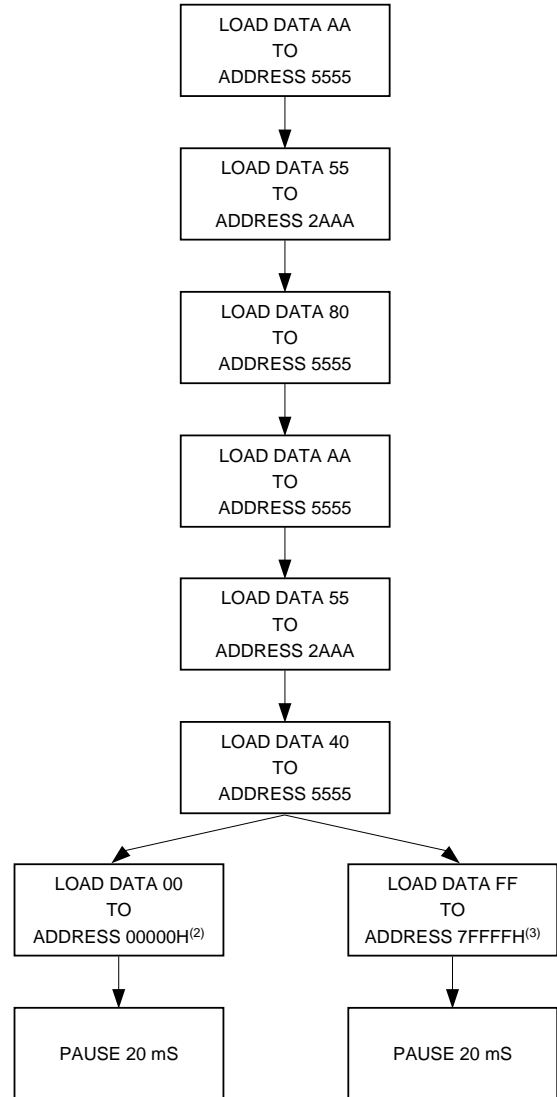 LOAD DATA AA
TO
ADDRESS 5555
LOAD DATA 55
TO
ADDRESS 2AAA
LOAD DATA 80
TO
ADDRESS 5555
LOAD DATA AA
TO
ADDRESS 5555
LOAD DATA 55
TO
ADDRESS 2AAA
LOAD DATA 40
TO
ADDRESS 5555
LOAD DATA 00
TO
ADDRESS 00000H(2)
PAUSE 20 mS
LOAD DATA FF
TO
ADDRESS 7FFFFH(3)
PAUSE 20 mS